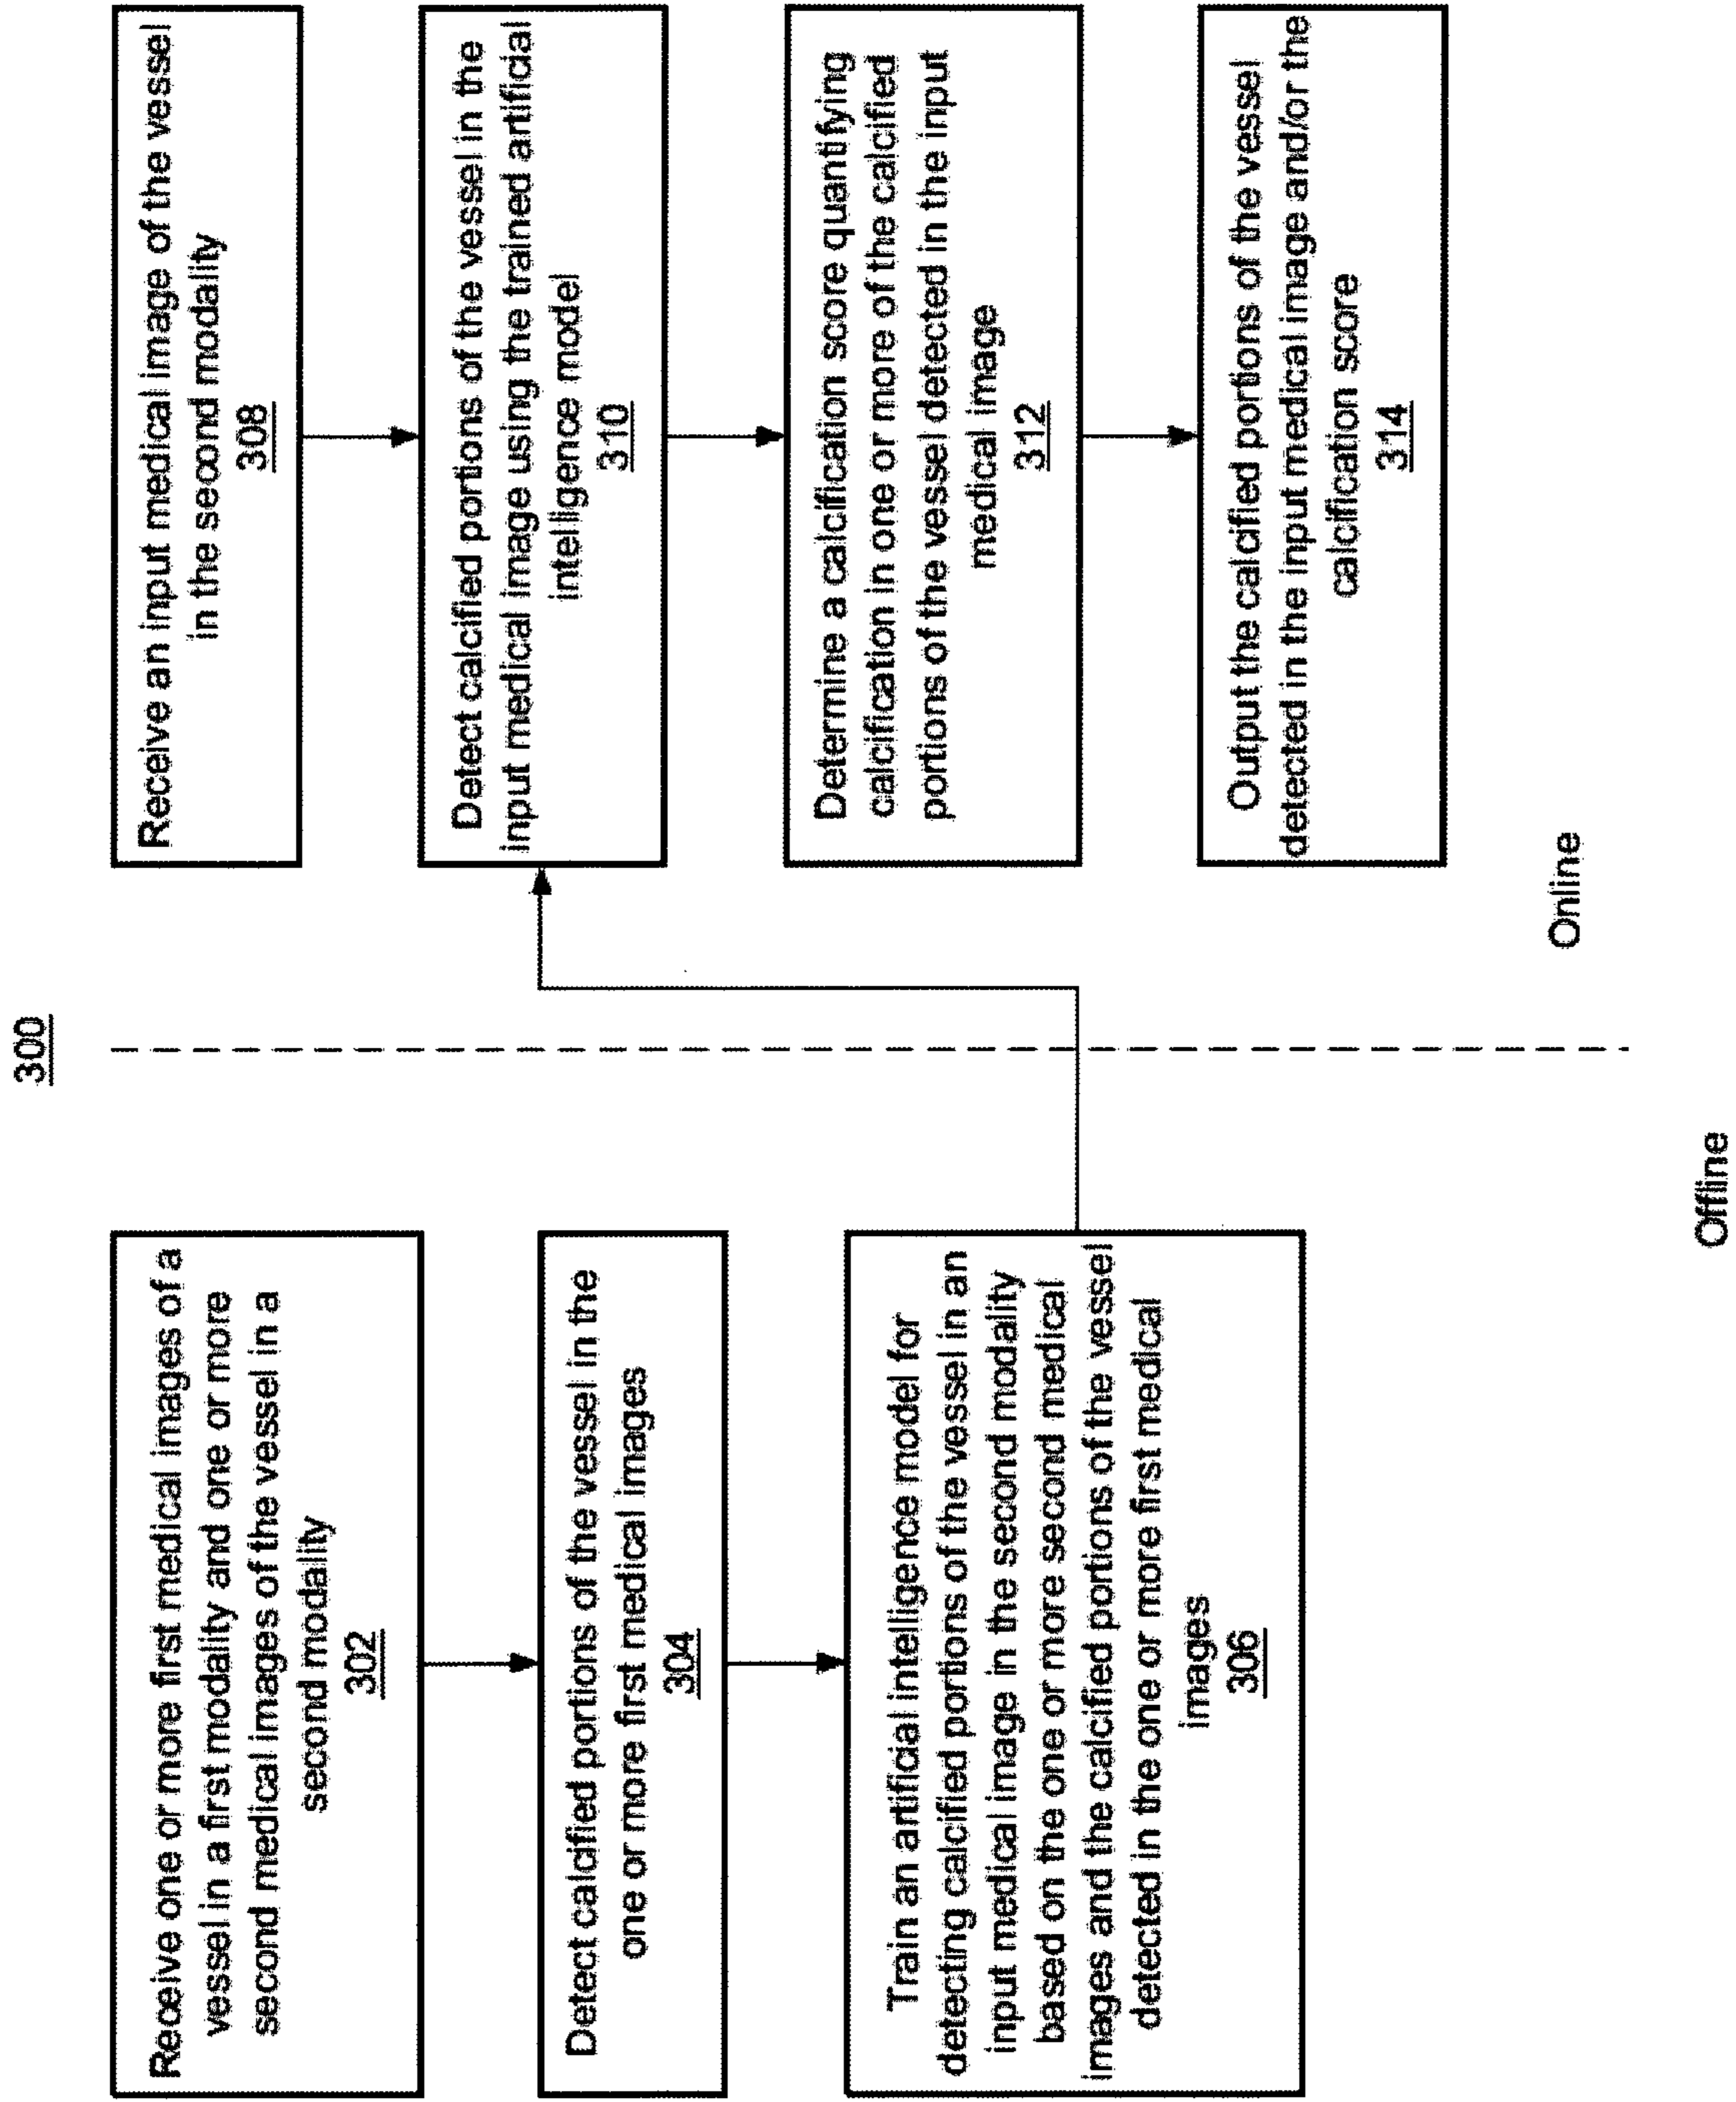 300
Receive one or more first medical images of a
vessel in a first modality and one or more
second medical images of the vessel in a
second modality
302
Detect calcified portions of the vessel in the
one or more first medical images
304
Train an artificial intelligence model for
detecting calcified portions of the vessel in an
input medical image in the second modality
based on the one or more second medical
images and the calcified portions of the vessel
detected in the one or more first medical
images
306
Offline
Receive an input medical image of the vessel
in the second modality
308
Detect calcified portions of the vessel in the
input medical image using the trained artificial
intelligence model
310
Determine a calcification score quantifying
calcification in one or more of the calcified
portions of the vessel detected in the input
medical image
312
Output the calcified portions of the vessel
detected in the input medical image and/or the
calcification score
314
Online